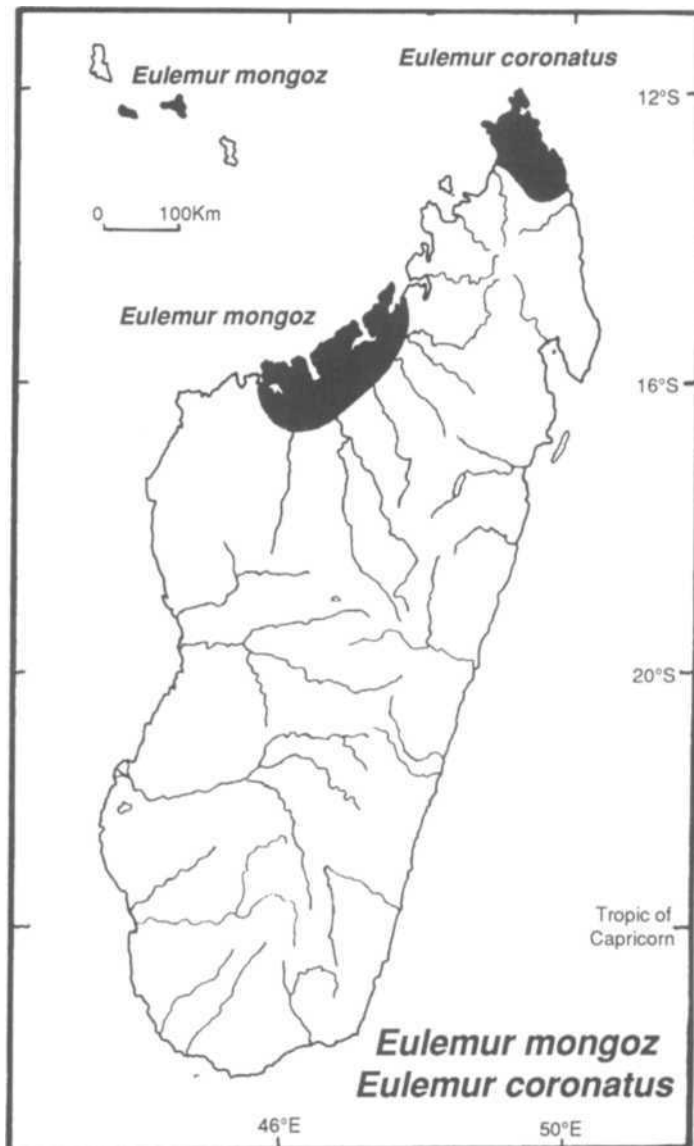 Eulemur coronatus
Eulemur mongoz
12°S
0 100Km
Eulemur mongoz
16°S
20°S
Tropic of
Capricorn
Eulemur mongoz
Eulemur coronatus
46°E 50°E